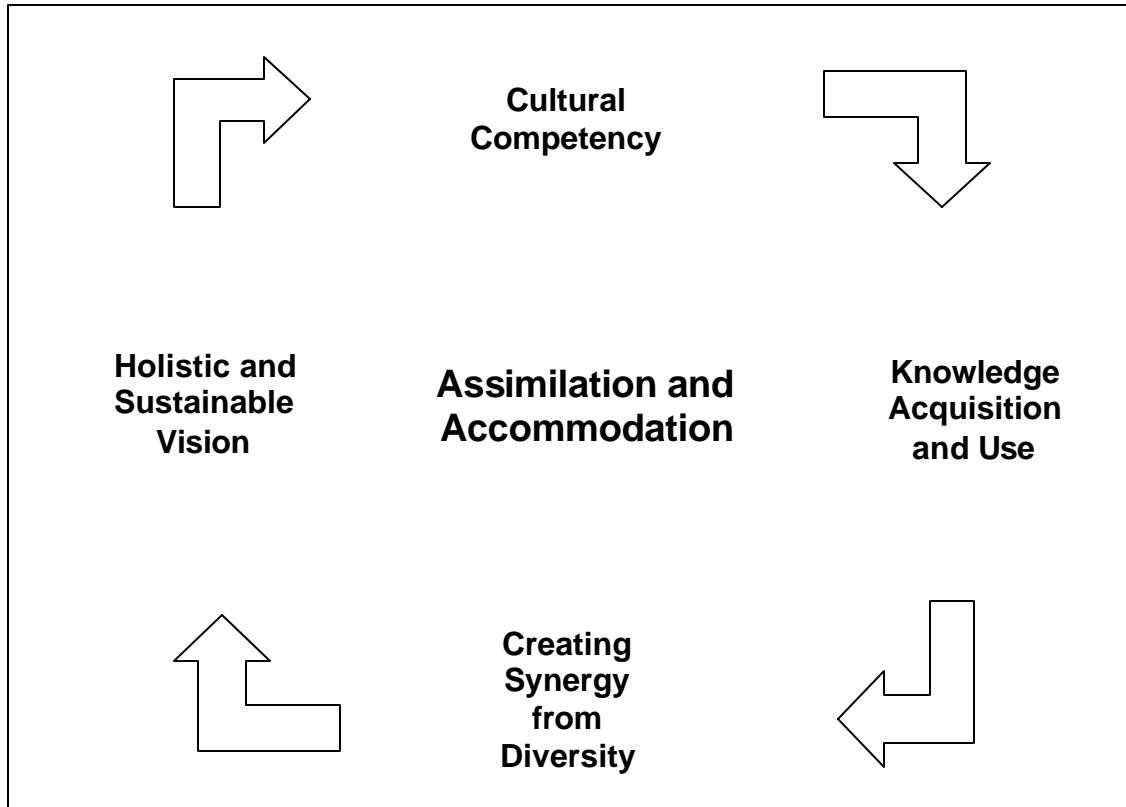 Cultural
Competency
Holistic and
Sustainable
Vision
Assimilation and
Accommodation
Knowledge
Acquisition
and Use
Creating
Synergy
from
Diversity